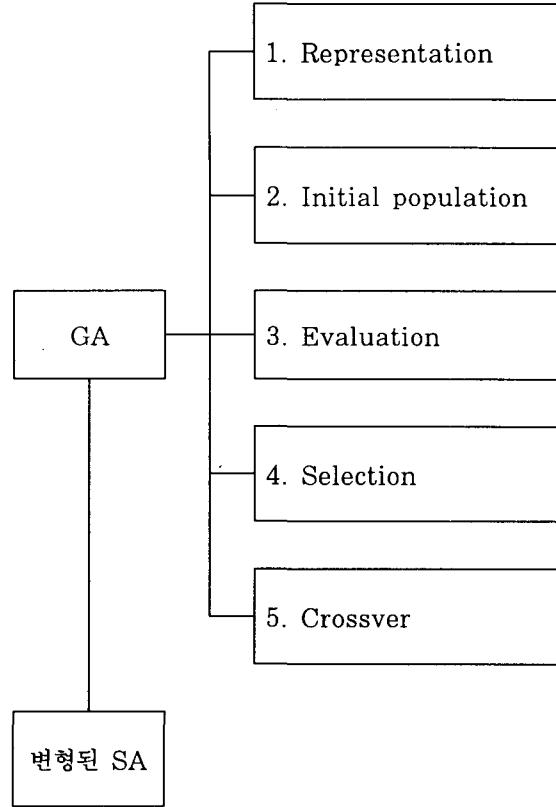 1. Representation
2. Initial population
GA
3. Evaluation
4. Selection
5. Crossver
변형된 SA